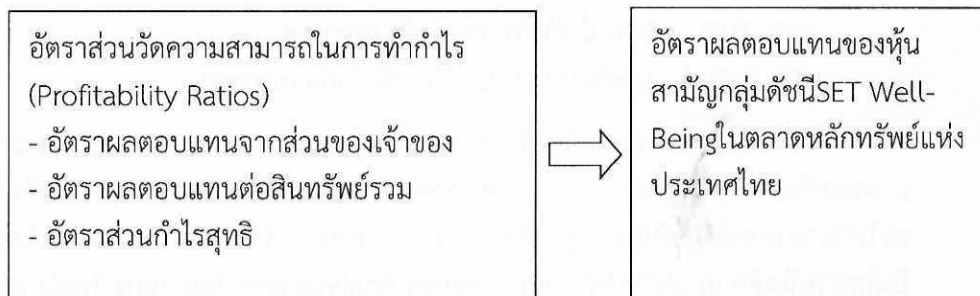 อัตราส่วนวัดความสามารถในการทำกำไร
(Profitability Ratios)
- อัตราผลตอบแทนจากส่วนของเจ้าของ
- อัตราผลตอบแทนต่อสินทรัพย์รวม
- อัตราส่วนกำไรสุทธิ
อัตราผลตอบแทนของหุ้น
สามัญกลุ่มดัชนีSET Well-
Beingในตลาดหลักทรัพย์แห่ง
ประเทศไทย